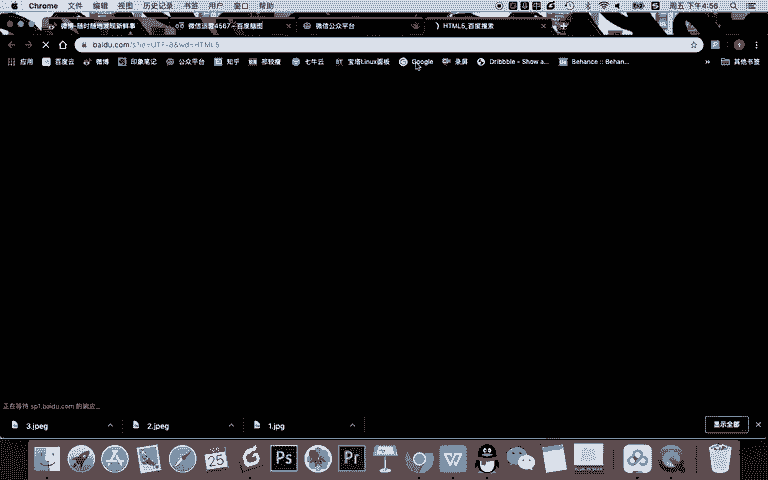 Chrome 文件 编辑 视图 历史记录 书签 用户 窗口 帮助 周五 下午4:56
微博-随时随地发现新鲜事 微信运营4567 - 百度脑图 微信公众平台 HTML5_百度搜索
baidu.com/s?ie=UTF-8&wd=HTML5
应用 百度云 微博 印象笔记 公众平台 知乎 七牛云 宝塔Linux面板 Google 录屏 Dribbble - Show a... Behance :: Behan... » 其他书签
正在等待 sp1.baidu.com 的响应...
3.jpeg 2.jpeg 1.jpg 显示全部
25 Ps Pr